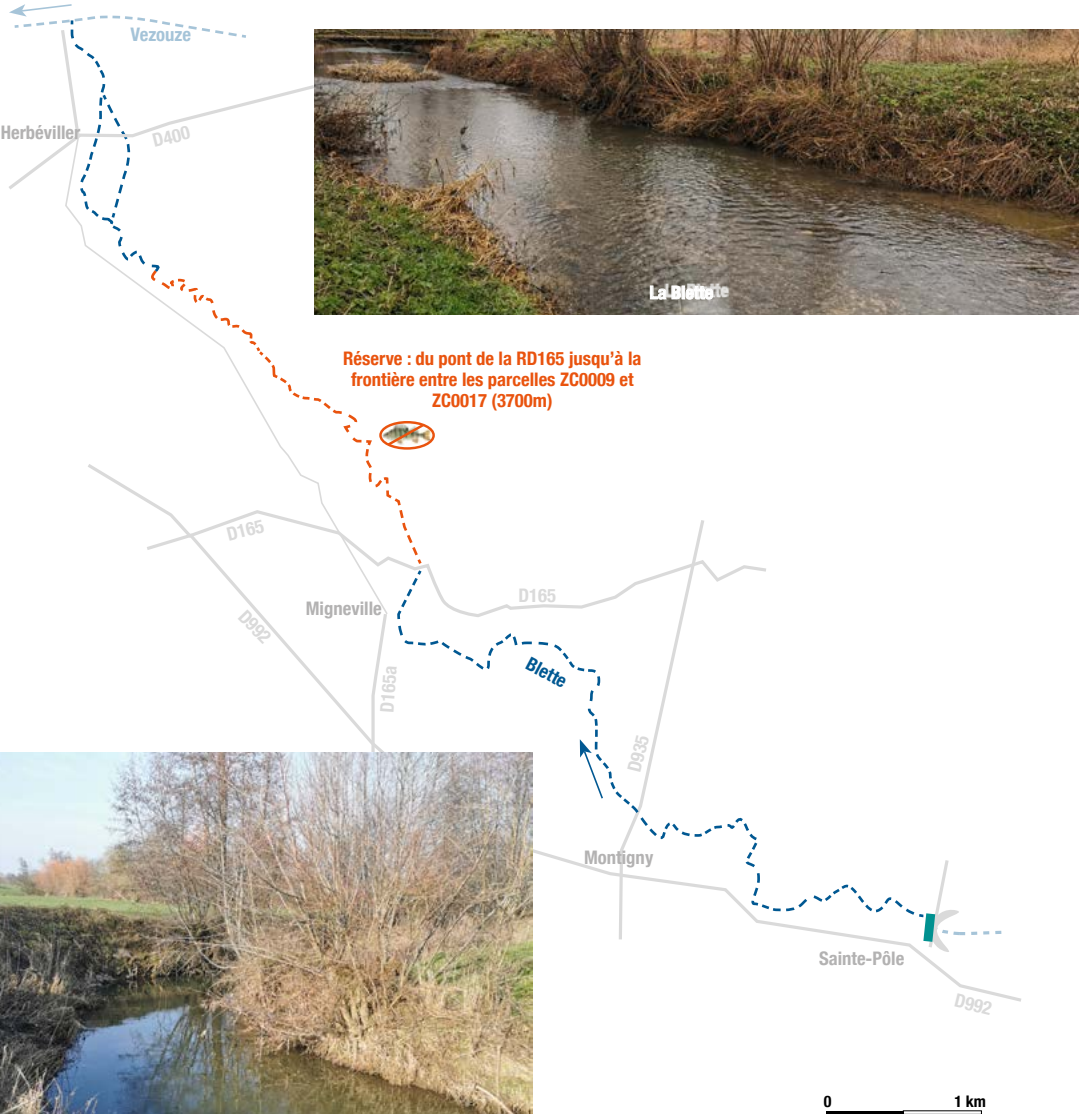 Vezouze
Herbéviller
D400
La Blette
Réserve : du pont de la RD165 jusqu'à la
frontière entre les parcelles ZC0009 et
ZC0017 (3700m)
D165
D165
Migneville
D992
D165a
Blette
D935
Montigny
Sainte-Pôle
D992
0 1 km